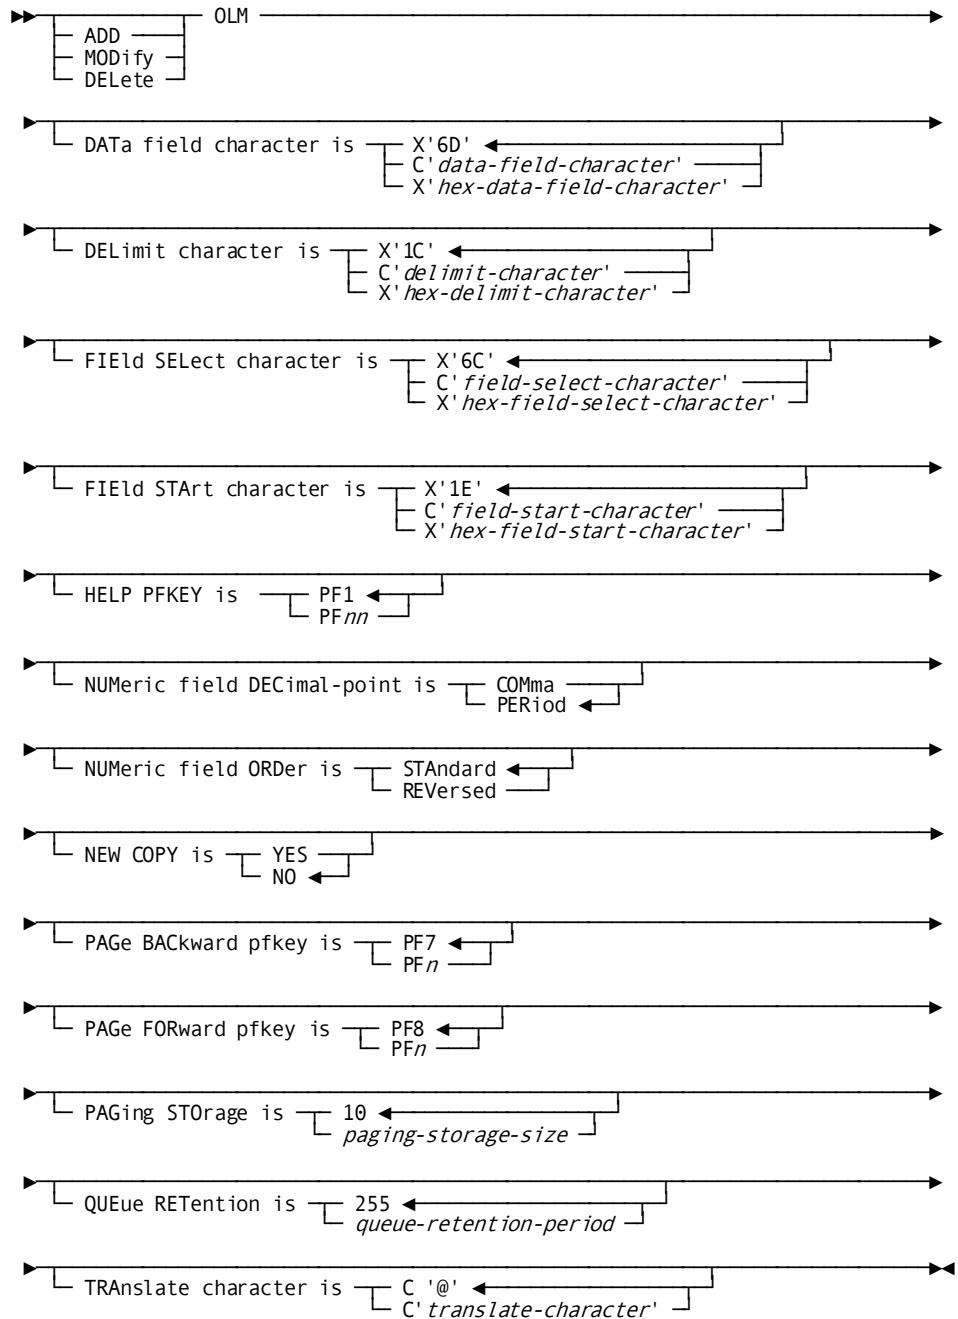 OLM
ADD
MODify
DELete
DATa field character is X'6D'
C'data-field-character'
X'hex-data-field-character'
DELimit character is X'1C'
C'delimit-character'
X'hex-delimit-character'
FIEld SELect character is X'6C'
C'field-select-character'
X'hex-field-select-character'
FIEld STArt character is X'1E'
C'field-start-character'
X'hex-field-start-character'
HELP PFKEY is PF1
PFnn
NUMeric field DECimal-point is COMma
PERiod
NUMeric field ORDer is STAndard
REVersed
NEW COPY is YES
NO
PAGe BACkward pfkey is PF7
PFn
PAGe FORward pfkey is PF8
PFn
PAGing STOrage is 10
paging-storage-size
QUEue RETention is 255
queue-retention-period
TRAnslate character is C '@'
C'translate-character'